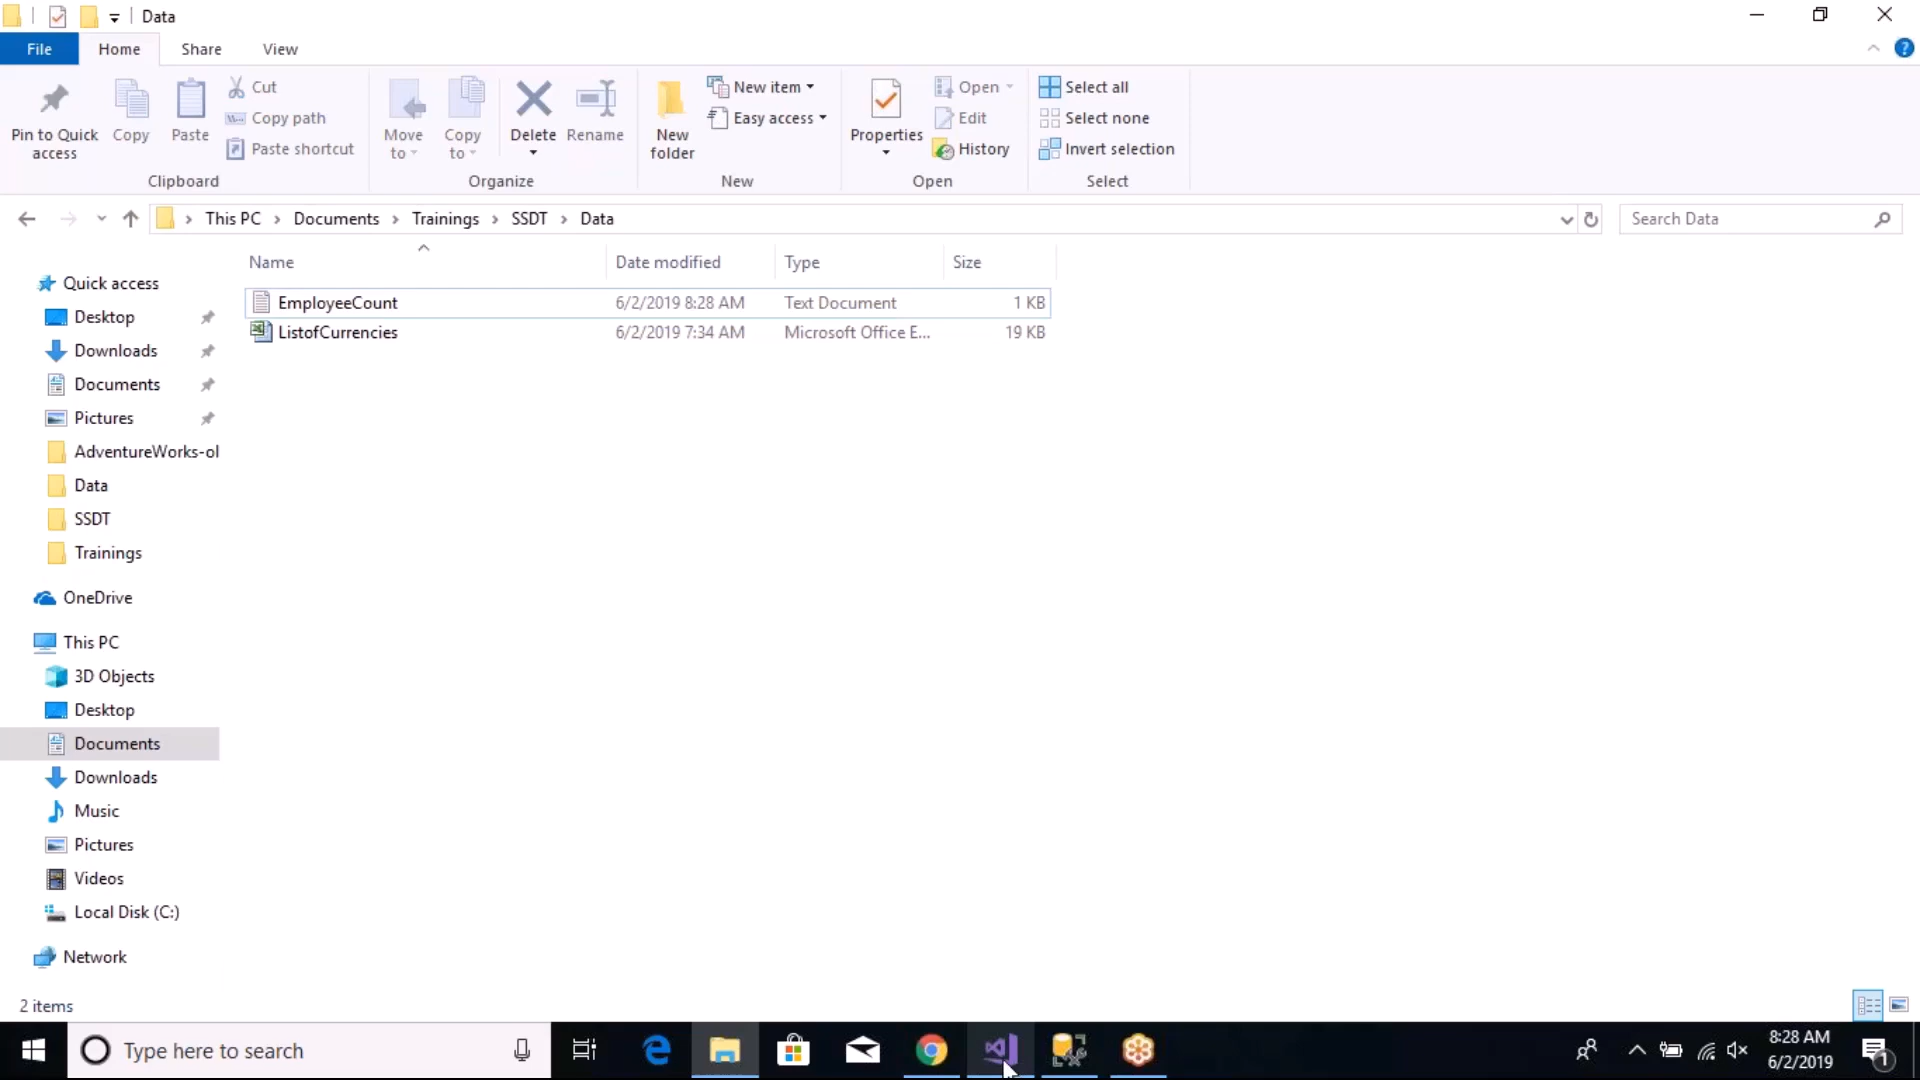 Data
File Home Share View
Pin to Quick access
Copy
Paste
Cut
Copy path
Paste shortcut
Clipboard
Move to
Copy to
Delete
Rename
Organize
New folder
New item
Easy access
New
Properties
Open
Edit
History
Open
Select all
Select none
Invert selection
Select
This PC Documents Trainings SSDT Data
Search Data
Name Date modified Type Size
EmployeeCount 6/2/2019 8:28 AM Text Document 1 KB
ListofCurrencies 6/2/2019 7:34 AM Microsoft Office E... 19 KB
Quick access
Desktop
Downloads
Documents
Pictures
AdventureWorks-ol
Data
SSDT
Trainings
OneDrive
This PC
3D Objects
Desktop
Documents
Downloads
Music
Pictures
Videos
Local Disk (C:)
Network
2 items
Type here to search
8:28 AM
6/2/2019
1